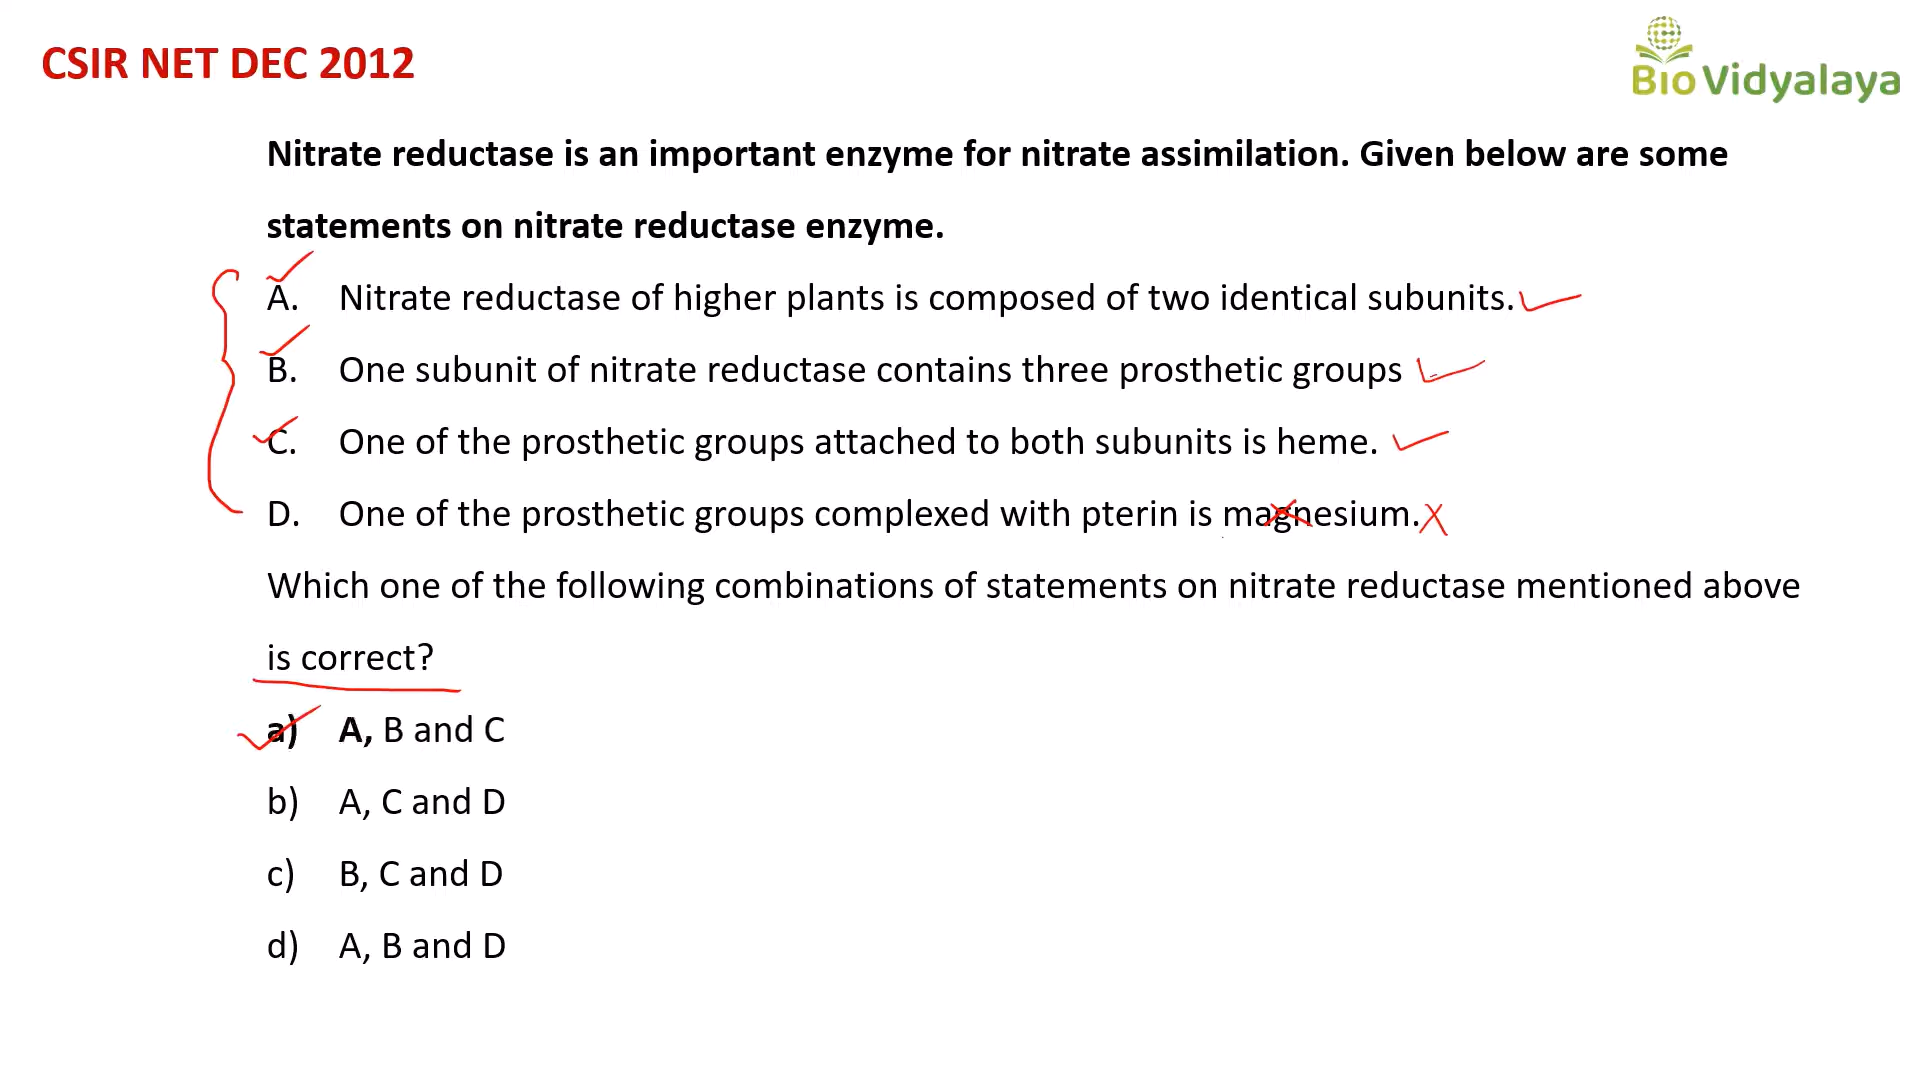 CSIR NET DEC 2012
Bio Vidyalaya
Nitrate reductase is an important enzyme for nitrate assimilation. Given below are some
statements on nitrate reductase enzyme.
A. Nitrate reductase of higher plants is composed of two identical subunits.
B. One subunit of nitrate reductase contains three prosthetic groups
C. One of the prosthetic groups attached to both subunits is heme.
D. One of the prosthetic groups complexed with pterin is magnesium.
Which one of the following combinations of statements on nitrate reductase mentioned above
is correct?
a) A, B and C
b) A, C and D
c) B, C and D
d) A, B and D